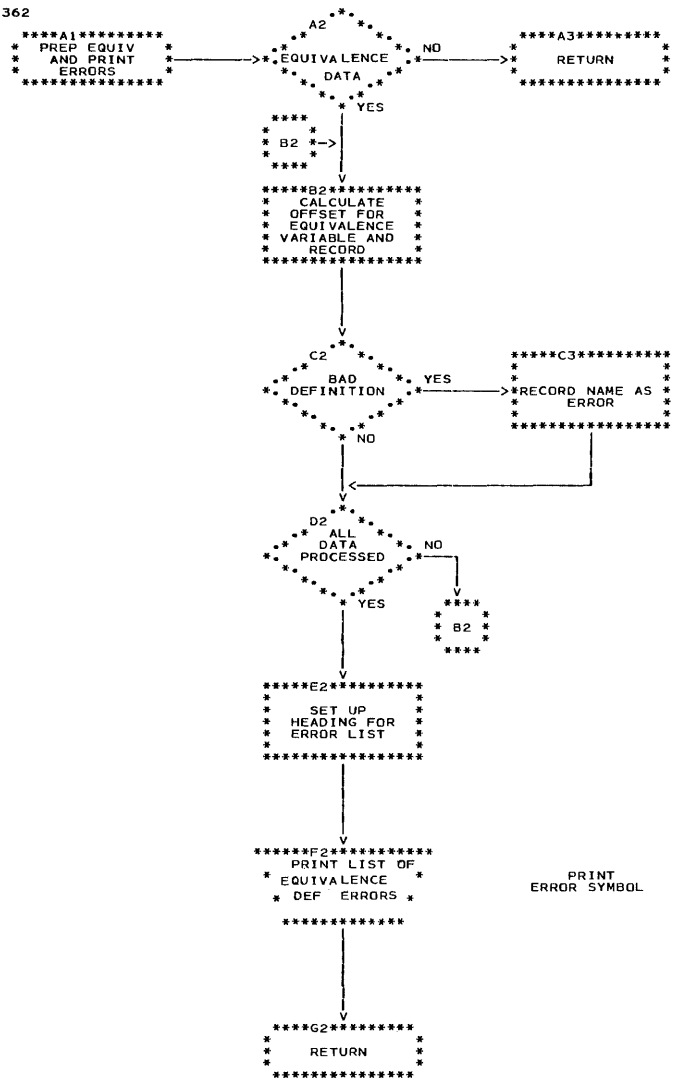 362
A1
PREP EQUIV
AND PRINT
ERRORS
A2
EQUIVALENCE
DATA
NO
YES
A3
RETURN
B2
B2
CALCULATE
OFFSET FOR
EQUIVALENCE
VARIABLE AND
RECORD
C2
BAD
DEFINITION
YES
NO
C3
RECORD NAME AS
ERROR
D2
ALL
DATA
PROCESSED
NO
YES
B2
E2
SET UP
HEADING FOR
ERROR LIST
F2
PRINT LIST OF
EQUIVALENCE
DEF ERRORS
PRINT
ERROR SYMBOL
G2
RETURN